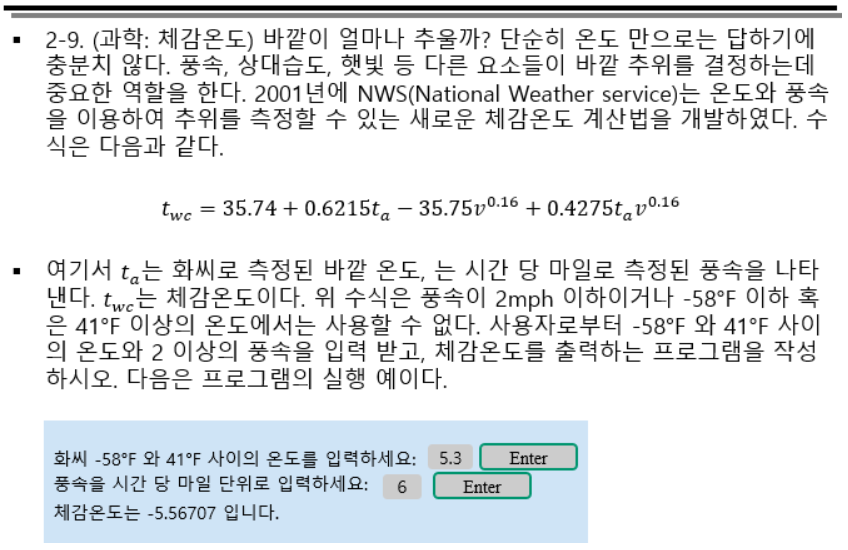 ▪ 2-9. (과학: 체감온도) 바깥이 얼마나 추울까? 단순히 온도 만으로는 답하기에
충분치 않다. 풍속, 상대습도, 햇빛 등 다른 요소들이 바깥 추위를 결정하는데
중요한 역할을 한다. 2001년에 NWS(National Weather service)는 온도와 풍속
을 이용하여 추위를 측정할 수 있는 새로운 체감온도 계산법을 개발하였다. 수
식은 다음과 같다.
t_wc = 35.74 + 0.6215t_a − 35.75v^0.16 + 0.4275t_a v^0.16
▪ 여기서 t_a는 화씨로 측정된 바깥 온도, 는 시간 당 마일로 측정된 풍속을 나타
낸다. t_wc는 체감온도이다. 위 수식은 풍속이 2mph 이하이거나 -58°F 이하 혹
은 41°F 이상의 온도에서는 사용할 수 없다. 사용자로부터 -58°F 와 41°F 사이
의 온도와 2 이상의 풍속을 입력 받고, 체감온도를 출력하는 프로그램을 작성
하시오. 다음은 프로그램의 실행 예이다.
화씨 -58°F 와 41°F 사이의 온도를 입력하세요: 5.3 Enter
풍속을 시간 당 마일 단위로 입력하세요: 6 Enter
체감온도는 -5.56707 입니다.